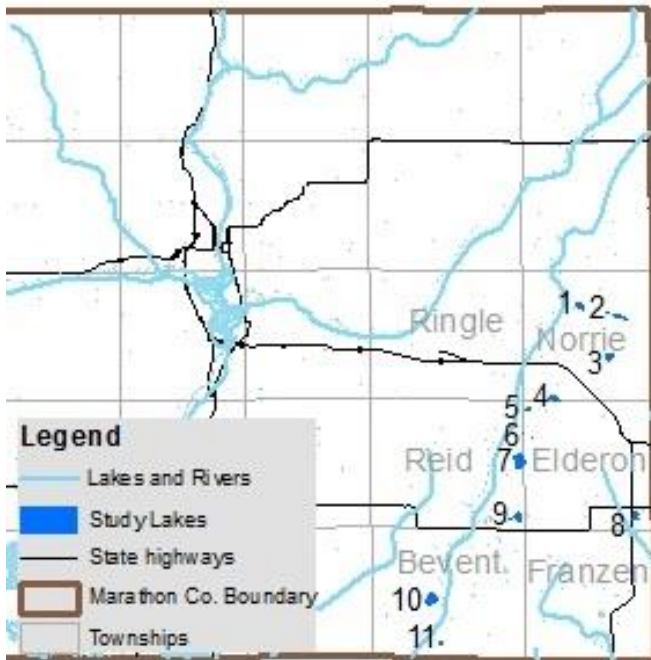 1 2
Ringle
Norrie
3
4
5
6
Reid 7 Elderon
9
8
Bevent
Franzen
10
11
Legend
Lakes and Rivers
Study Lakes
State highways
Marathon Co. Boundary
Townships